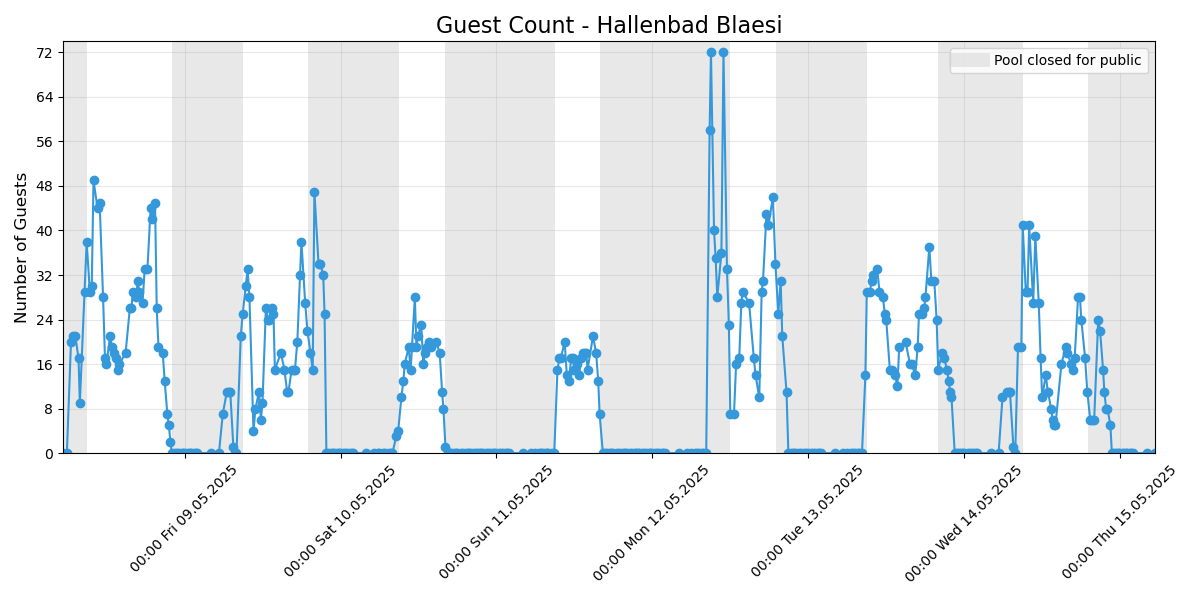 Guest Count - Hallenbad Blaesi
Number of Guests
72
64
56
48
40
32
24
16
8
0
Pool closed for public
00:00 Fri 09.05.2025
00:00 Sat 10.05.2025
00:00 Sun 11.05.2025
00:00 Mon 12.05.2025
00:00 Tue 13.05.2025
00:00 Wed 14.05.2025
00:00 Thu 15.05.2025